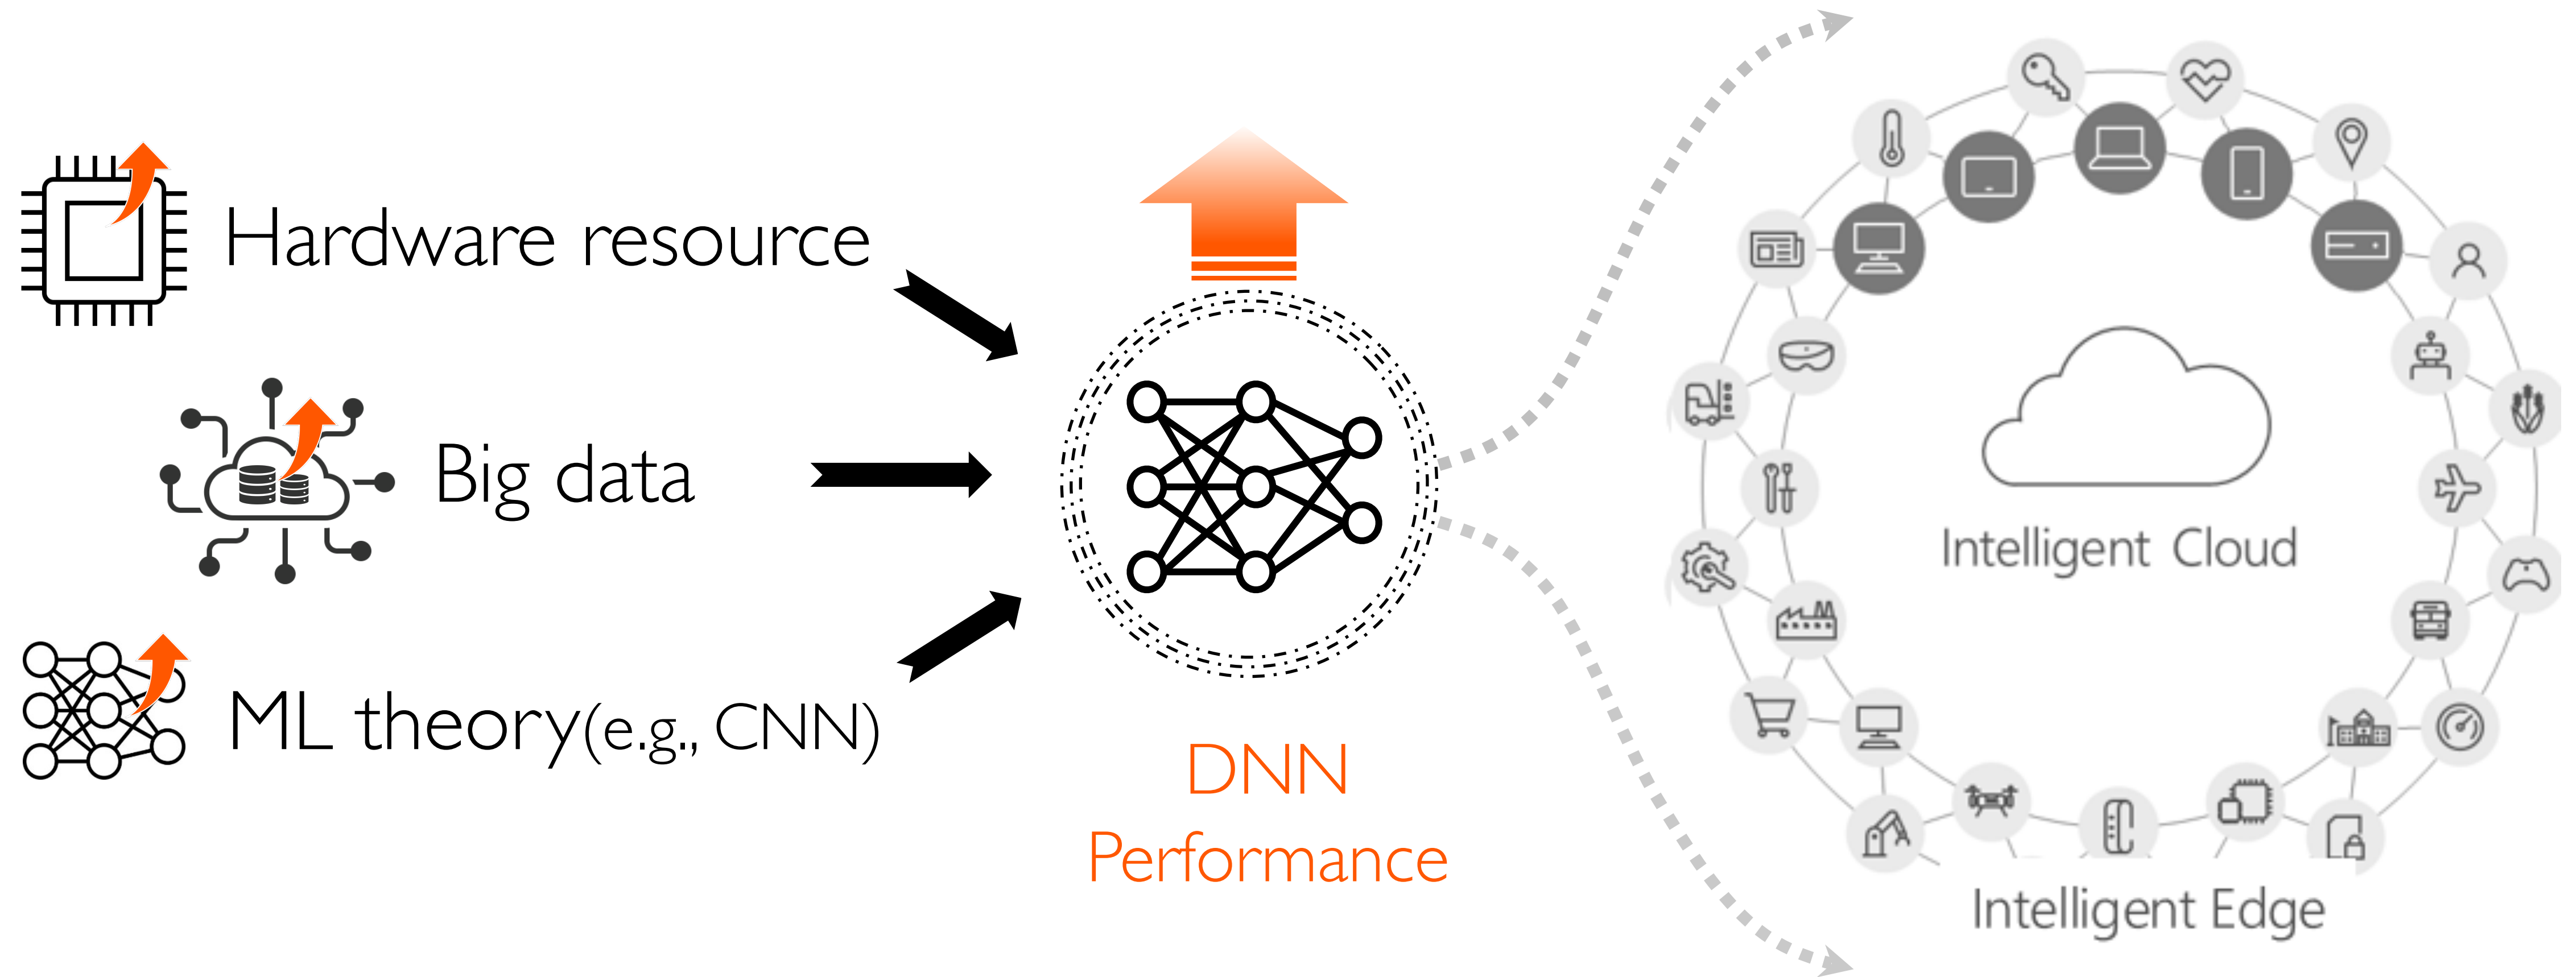 Hardware resource
Big data
ML theory(e.g., CNN)
DNN
Performance
Intelligent Cloud
Intelligent Edge